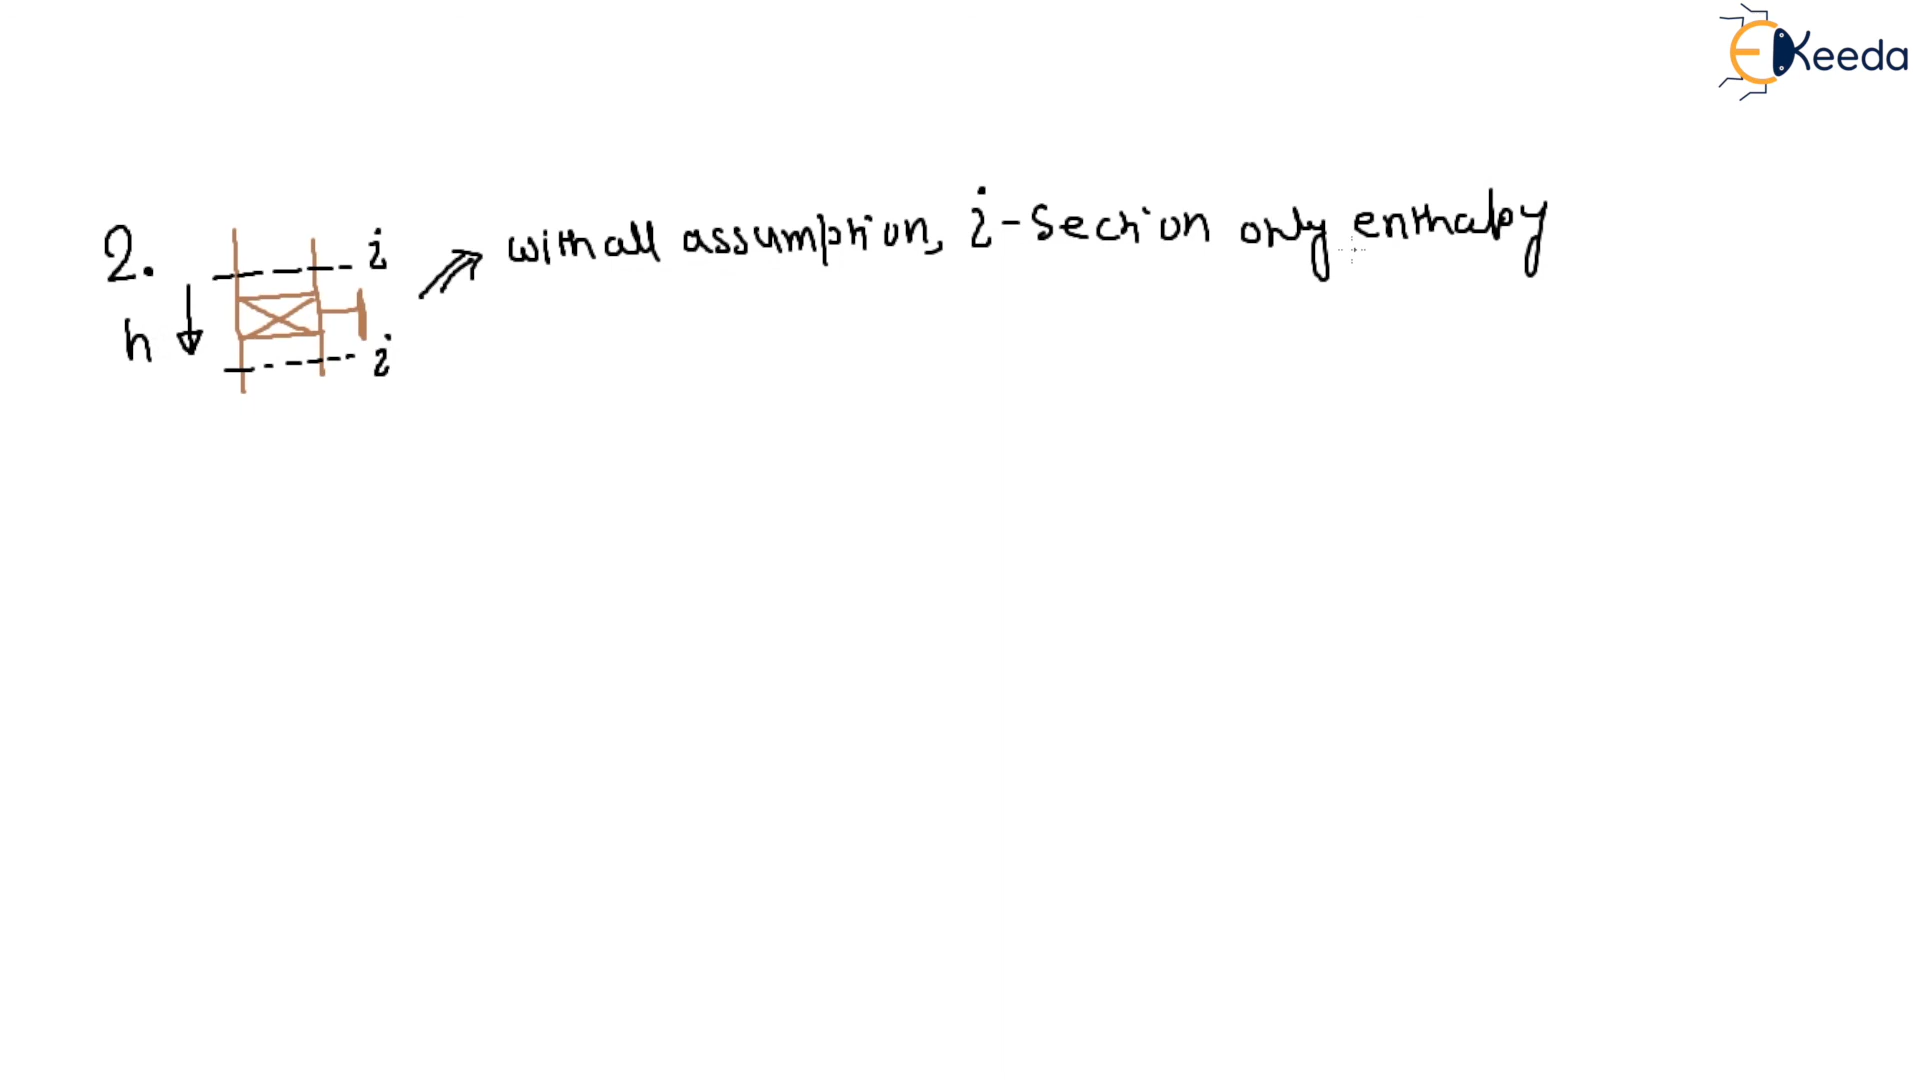 EKeeda
2. i with all assumption, i-section only enthalpy
h
i